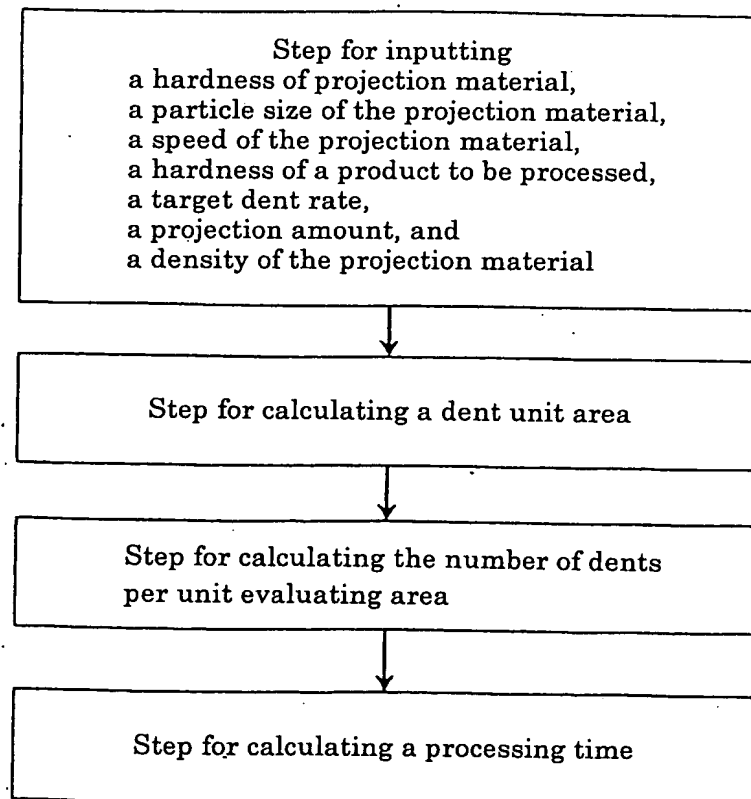 Step for inputting
a hardness of projection material,
a particle size of the projection material,
a speed of the projection material,
a hardness of a product to be processed,
a target dent rate,
a projection amount, and
a density of the projection material
Step for calculating a dent unit area
Step for calculating the number of dents
per unit evaluating area
Step for calculating a processing time